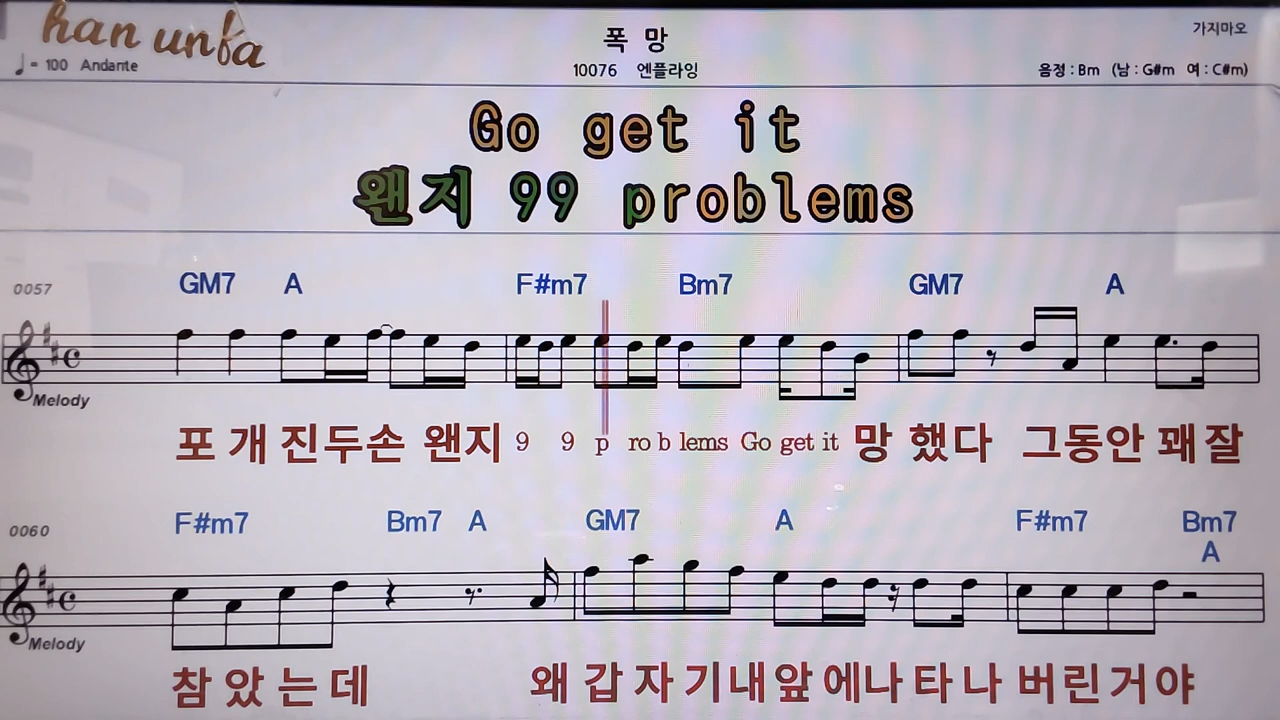 han unfa
♩= 100 Andante
폭 망
10076 엔플라잉
가지마오
음정 : Bm (남 : G#m 여 : C#m)
Go get it
왠지 99 problems
0057
GM7 A F#m7 Bm7 GM7 A
Melody
포 개 진두손 왠지 9 9 p ro b lems Go get it 망 했다 그동안 꽤 잘
0060
F#m7 Bm7 A GM7 A F#m7 Bm7
A
Melody
참 았 는 데 왜 갑 자 기내앞 에나 타 나 버린거야